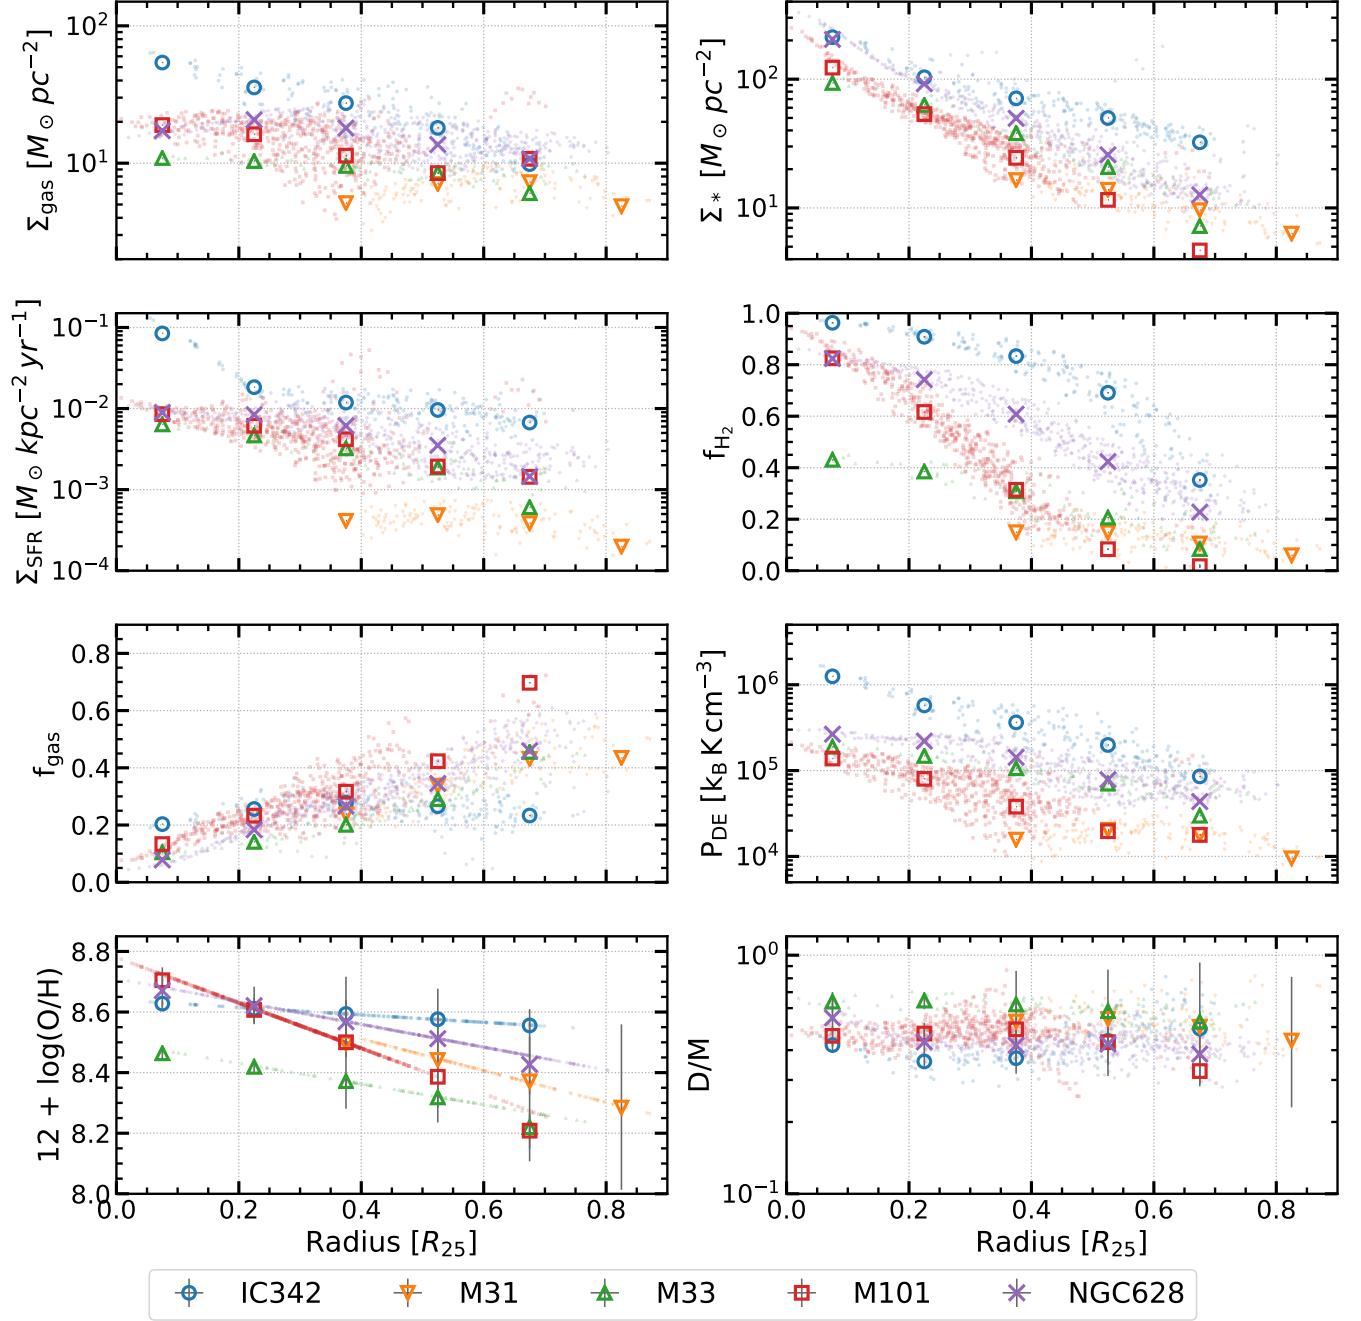 10² 10¹ Σgas [M⊙ pc⁻²]
10² 10¹ Σ* [M⊙ pc⁻²]
10⁻¹ 10⁻² 10⁻³ 10⁻⁴ ΣSFR [M⊙ kpc⁻² yr⁻¹]
1.0 0.8 0.6 0.4 0.2 0.0 fH₂
0.8 0.6 0.4 0.2 0.0 fgas
10⁶ 10⁵ 10⁴ PDE [kB K cm⁻³]
8.8 8.6 8.4 8.2 8.0 12 + log(O/H)
10⁰ 10⁻¹ D/M
0.0 0.2 0.4 0.6 0.8
Radius [R₂₅]
0.0 0.2 0.4 0.6 0.8
Radius [R₂₅]
IC342 M31 M33 M101 NGC628